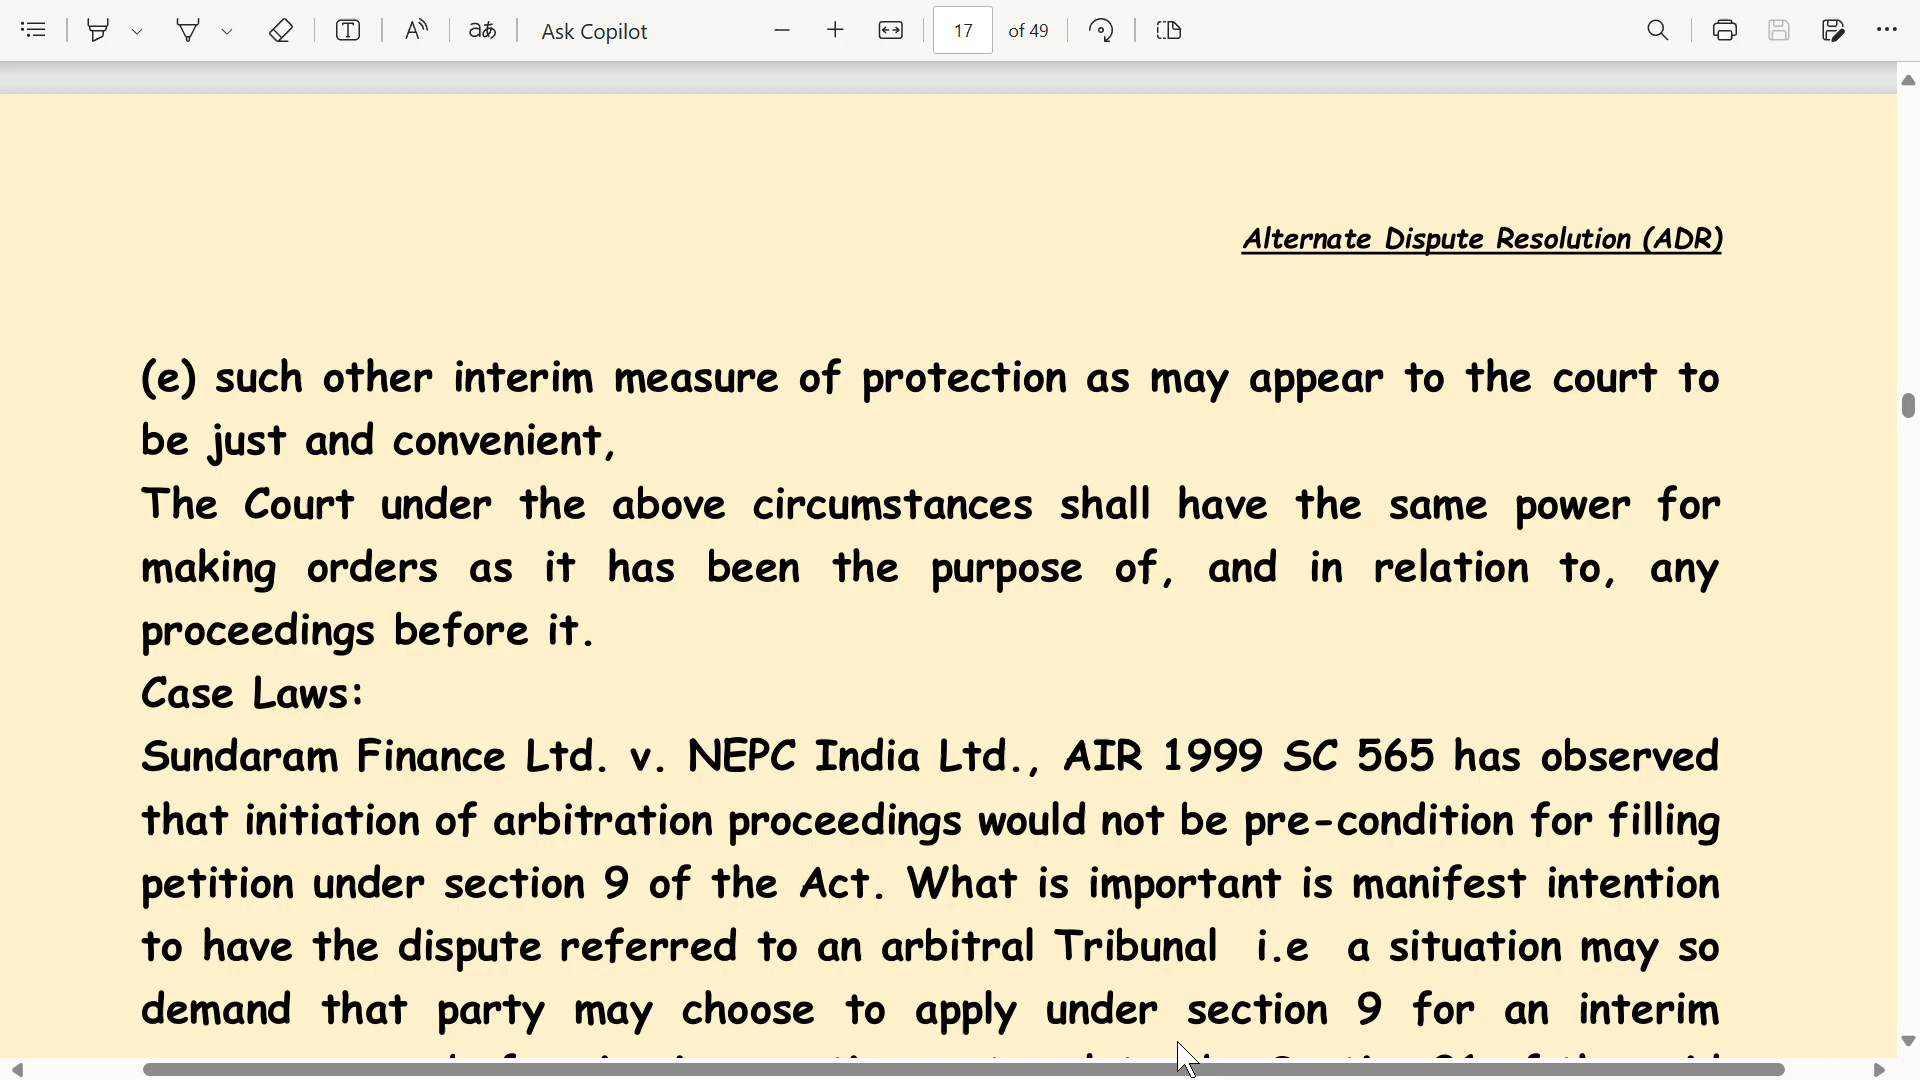 Ask Copilot
17 of 49
Alternate Dispute Resolution (ADR)
(e) such other interim measure of protection as may appear to the court to
be just and convenient,
The Court under the above circumstances shall have the same power for
making orders as it has been the purpose of, and in relation to, any
proceedings before it.
Case Laws:
Sundaram Finance Ltd. v. NEPC India Ltd., AIR 1999 SC 565 has observed
that initiation of arbitration proceedings would not be pre-condition for filling
petition under section 9 of the Act. What is important is manifest intention
to have the dispute referred to an arbitral Tribunal i.e a situation may so
demand that party may choose to apply under section 9 for an interim